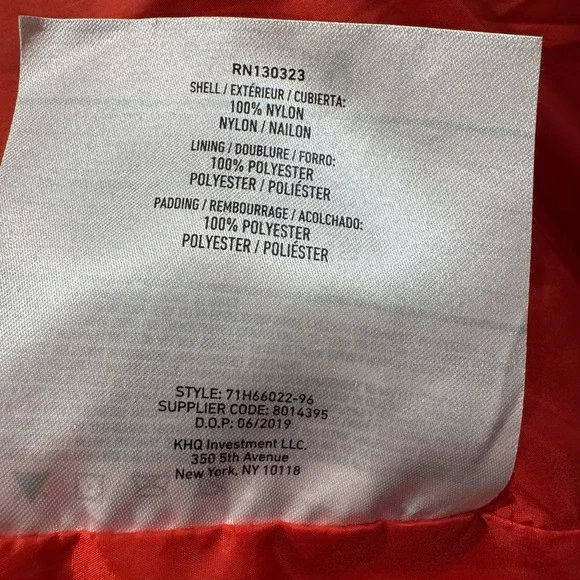 RN130323
SHELL / EXTÉRIEUR / CUBIERTA:
100% NYLON
NYLON / NAILON
LINING / DOUBLURE / FORRO:
100% POLYESTER
POLYESTER / POLIÉSTER
PADDING / REMBOURRAGE / ACOLCHADO:
100% POLYESTER
POLYESTER / POLIÉSTER
STYLE: 71H66022-96
SUPPLIER CODE: 8014395
D.O.P: 06/2019
KHQ Investment LLC.
350 5th Avenue
New York, NY 10118